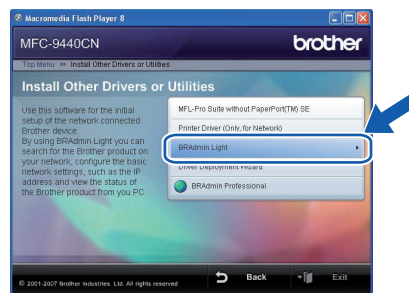 Macromedia Flash Player 8
MFC-9440CN
brother
Top Menu >> Install Other Drivers or Utilities
Install Other Drivers or Utilities
Use this software for the initial
setup of the network connected
Brother device.
By using BRAdmin Light you can
search for the Brother product on
your network, configure the basic
network settings, such as the IP
address and view the status of
the Brother product from you PC.
MFL-Pro Suite without PaperPort(TM) SE
Printer Driver (Only, for Network)
BRAdmin Light
Driver Deployment Wizard
BRAdmin Professional
© 2001-2007 Brother Industries Ltd. All rights reserved
Back
Exit